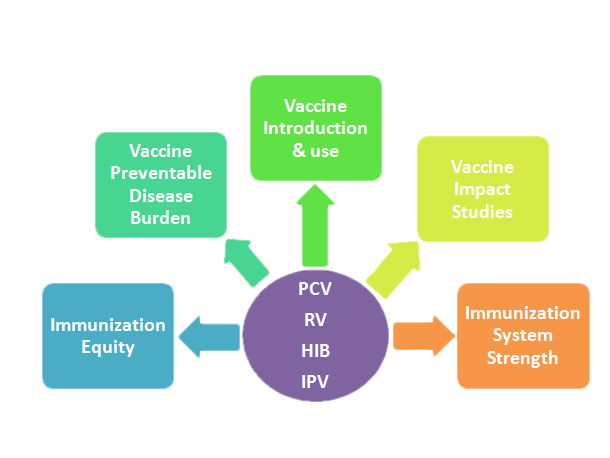 Vaccine
Introduction
& use
Vaccine
Preventable
Disease
Burden
Vaccine
Impact
Studies
Immunization
Equity
PCV
RV
HIB
IPV
Immunization
System
Strength